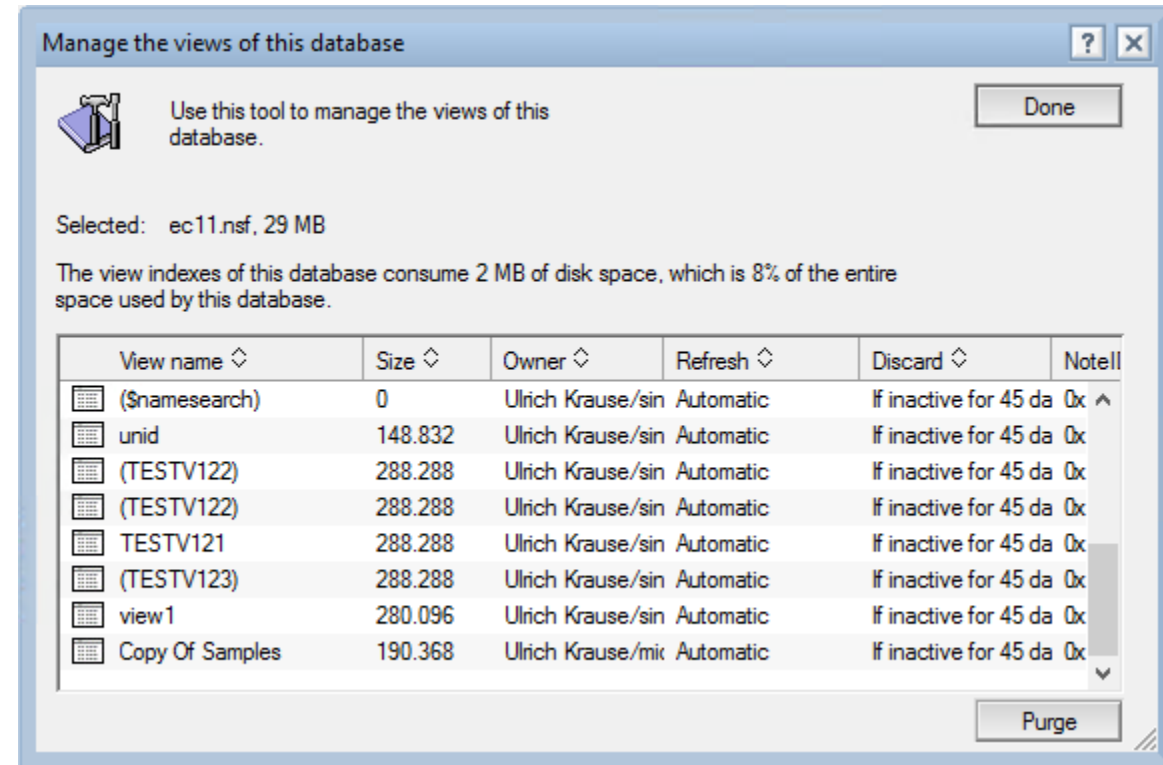 Manage the views of this database
?
Use this tool to manage the views of this
database.
Done
Selected: ec11.nsf, 29 MB
The view indexes of this database consume 2 MB of disk space, which is 8% of the entire
space used by this database.
View name Size Owner Refresh Discard NoteII
($namesearch) 0 Ulrich Krause/sin Automatic If inactive for 45 da 0x
unid 148.832 Ulrich Krause/sin Automatic If inactive for 45 da 0x
(TESTV122) 288.288 Ulrich Krause/sin Automatic If inactive for 45 da 0x
(TESTV122) 288.288 Ulrich Krause/sin Automatic If inactive for 45 da 0x
TESTV121 288.288 Ulrich Krause/sin Automatic If inactive for 45 da 0x
(TESTV123) 288.288 Ulrich Krause/sin Automatic If inactive for 45 da 0x
view1 280.096 Ulrich Krause/sin Automatic If inactive for 45 da 0x
Copy Of Samples 190.368 Ulrich Krause/mic Automatic If inactive for 45 da 0x
Purge